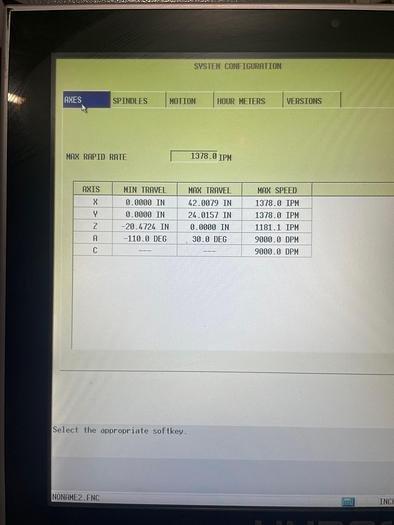 SYSTEM CONFIGURATION
AXES SPINDLES MOTION HOUR METERS VERSIONS
MAX RAPID RATE 1378.0 IPM
AXIS MIN TRAVEL MAX TRAVEL MAX SPEED
X 0.0000 IN 42.0079 IN 1378.0 IPM
Y 0.0000 IN 24.0157 IN 1378.0 IPM
Z -20.4724 IN 0.0000 IN 1181.1 IPM
A -110.0 DEG 30.0 DEG 9000.0 DPM
C --- --- 9000.0 DPM
Select the appropriate softkey.
NONAME2.FNC INC